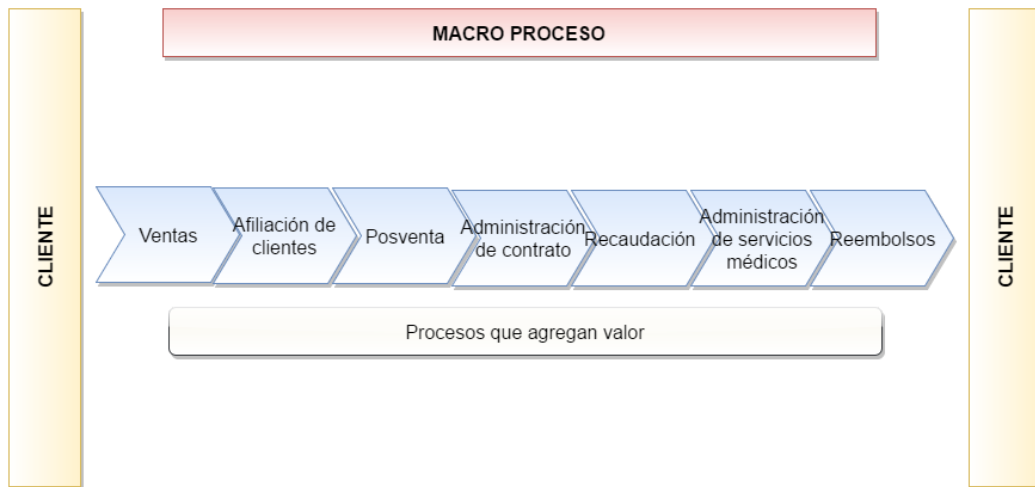 MACRO PROCESO
CLIENTE
Ventas
Afiliación de
clientes
Posventa
Administración
de contrato
Recaudación
Administración
de servicios
médicos
Reembolsos
CLIENTE
Procesos que agregan valor